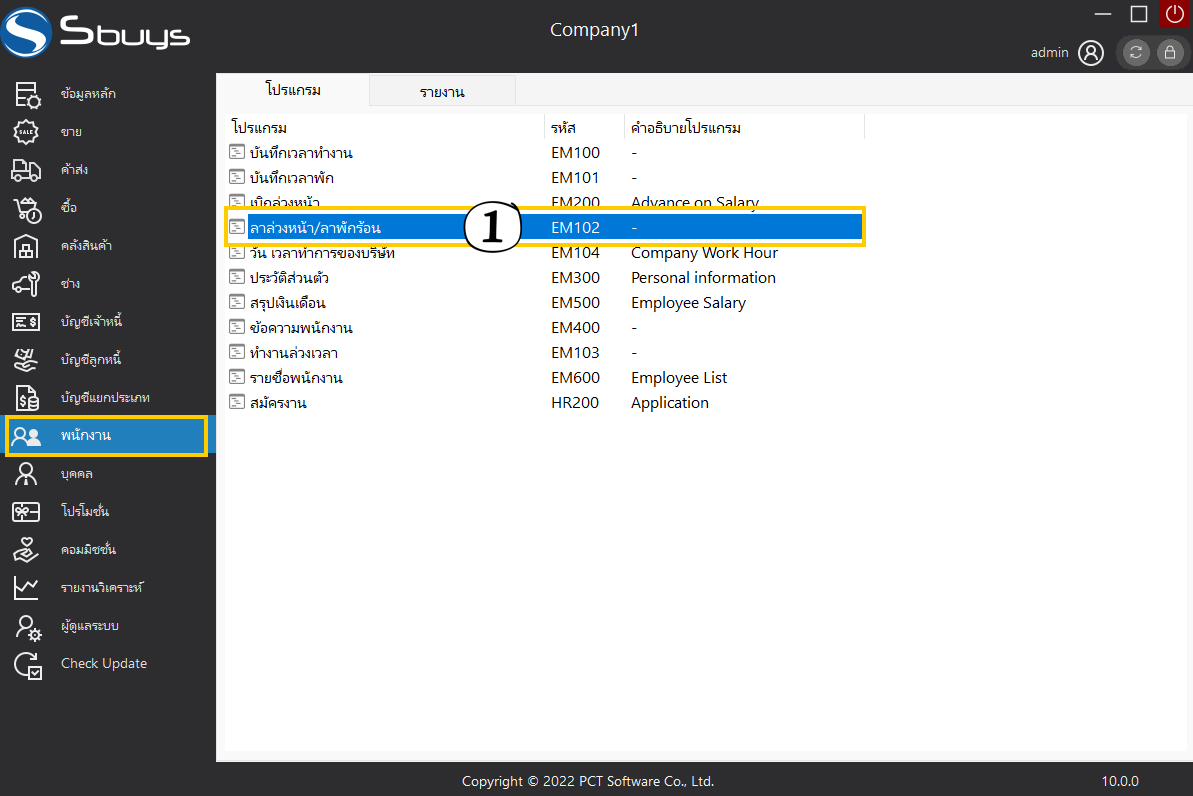 Sbuys
Company1
admin
ข้อมูลหลัก
ขาย
ค้าส่ง
ซื้อ
คลังสินค้า
ช่าง
บัญชีเจ้าหนี้
บัญชีลูกหนี้
บัญชีแยกประเภท
พนักงาน
บุคคล
โปรโมชั่น
คอมมิชชั่น
รายงานวิเคราะห์
ผู้ดูแลระบบ
Check Update
โปรแกรม รายงาน
โปรแกรม รหัส คำอธิบายโปรแกรม
บันทึกเวลาทำงาน EM100 -
บันทึกเวลาพัก EM101 -
เบิกล่วงหน้า EM200 Advance on Salary
ลาล่วงหน้า/ลาพักร้อน 1 EM102 -
วัน เวลาทำการของบริษัท EM104 Company Work Hour
ประวัติส่วนตัว EM300 Personal information
สรุปเงินเดือน EM500 Employee Salary
ข้อความพนักงาน EM400 -
ทำงานล่วงเวลา EM103 -
รายชื่อพนักงาน EM600 Employee List
สมัครงาน HR200 Application
Copyright © 2022 PCT Software Co., Ltd.
10.0.0